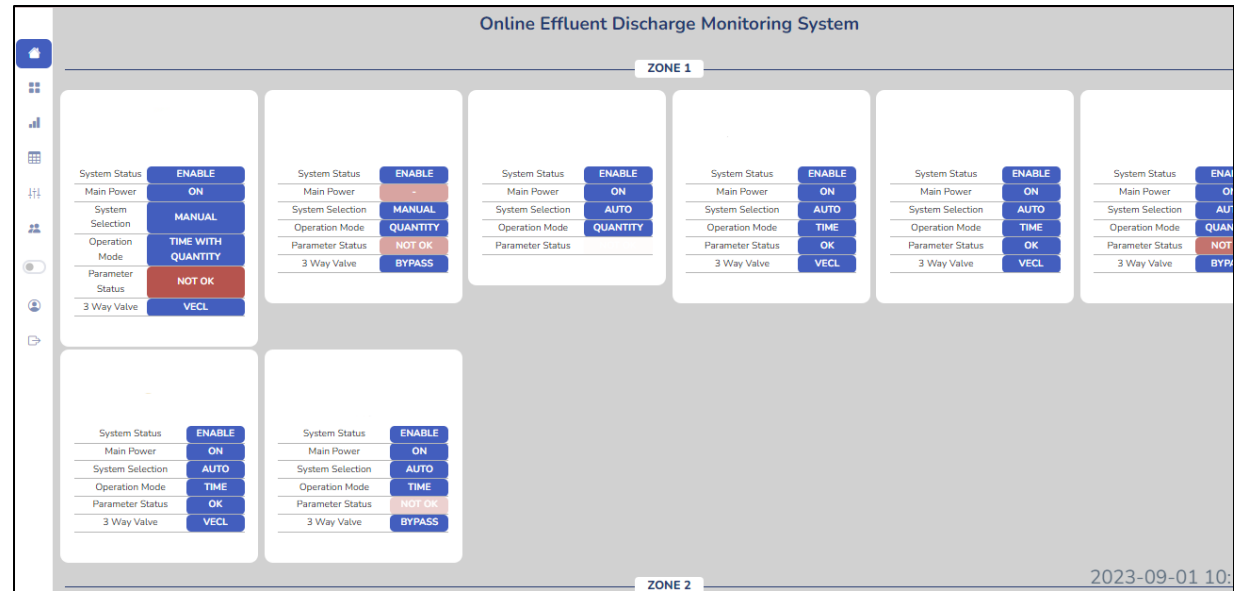 Online Effluent Discharge Monitoring System
ZONE 1
System Status ENABLE
Main Power ON
System Selection MANUAL
Operation Mode TIME WITH QUANTITY
Parameter Status NOT OK
3 Way Valve VECL
System Status ENABLE
Main Power -
System Selection MANUAL
Operation Mode QUANTITY
Parameter Status NOT OK
3 Way Valve BYPASS
System Status ENABLE
Main Power ON
System Selection AUTO
Operation Mode QUANTITY
Parameter Status
System Status ENABLE
Main Power ON
System Selection AUTO
Operation Mode TIME
Parameter Status OK
3 Way Valve VECL
System Status ENABLE
Main Power ON
System Selection AUTO
Operation Mode TIME
Parameter Status OK
3 Way Valve VECL
System Status
Main Power
System Selection
Operation Mode
Parameter Status NOT
3 Way Valve
System Status ENABLE
Main Power ON
System Selection AUTO
Operation Mode TIME
Parameter Status OK
3 Way Valve VECL
System Status ENABLE
Main Power ON
System Selection AUTO
Operation Mode TIME
Parameter Status NOT OK
3 Way Valve BYPASS
2023-09-01 10:
ZONE 2